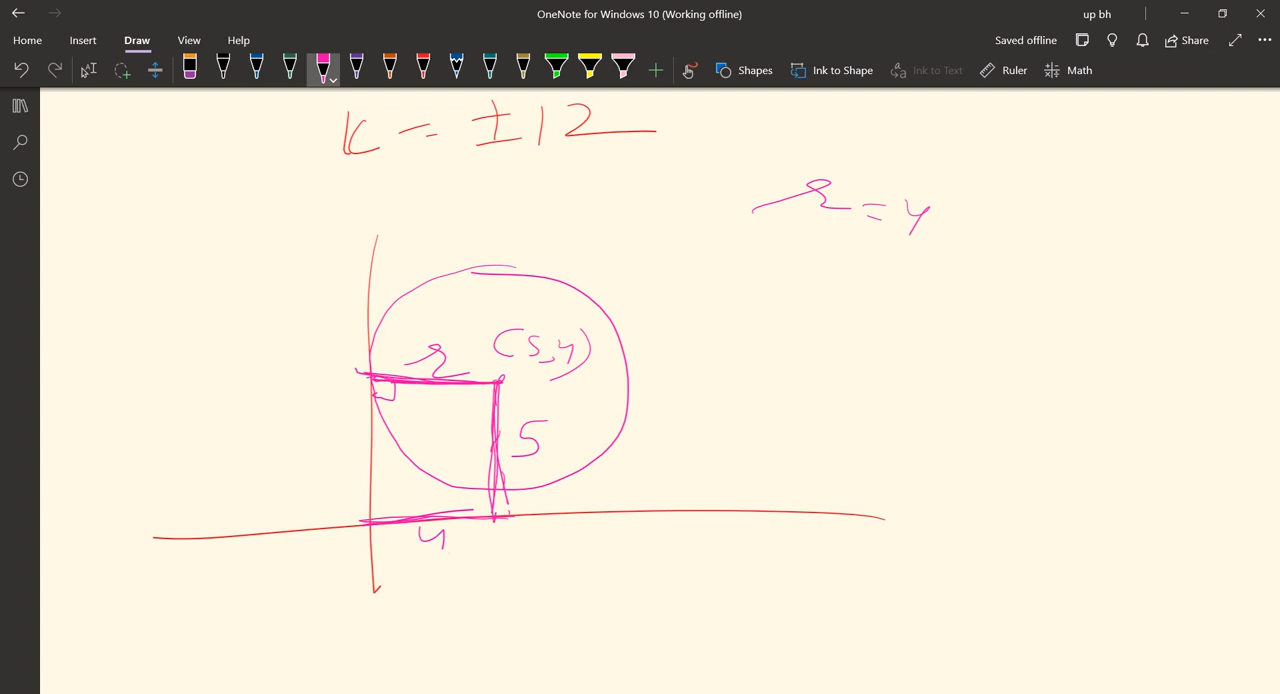 OneNote for Windows 10 (Working offline)
up bh
Home Insert Draw View Help
Saved offline
Share
Shapes
Ink to Shape
Ink to Text
Ruler
Math
k = ±12
r = 4
(5,4)
r
5
4